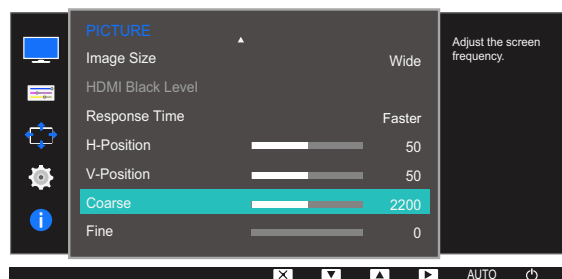 PICTURE
Image Size Wide
HDMI Black Level
Response Time Faster
H-Position 50
V-Position 50
Coarse 2200
Fine 0
Adjust the screen
frequency.
AUTO